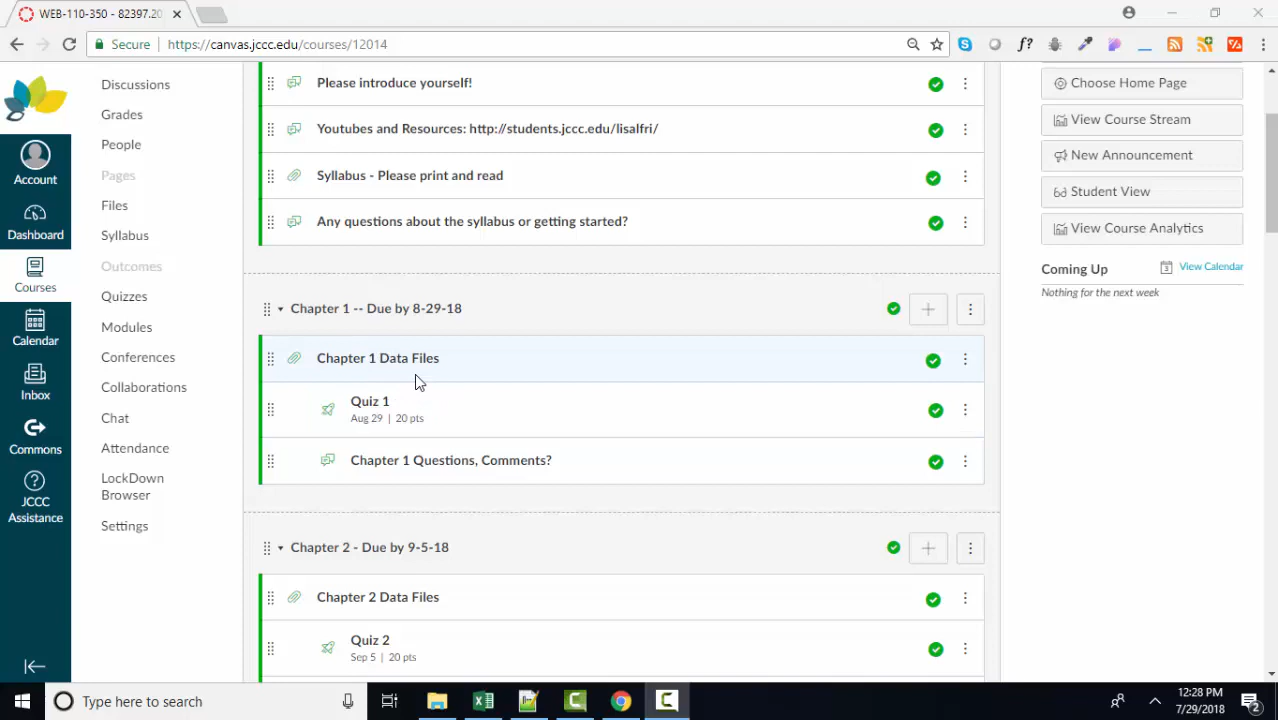 WEB-110-350 - 82397.20
Secure | https://canvas.jccc.edu/courses/12014
f?
Account
Dashboard
Courses
Calendar
Inbox
Commons
JCCC
Assistance
Discussions
Grades
People
Pages
Files
Syllabus
Outcomes
Quizzes
Modules
Conferences
Collaborations
Chat
Attendance
LockDown
Browser
Settings
Please introduce yourself!
Youtubes and Resources: http://students.jccc.edu/lisalfri/
Syllabus - Please print and read
Any questions about the syllabus or getting started?
Chapter 1 -- Due by 8-29-18
Chapter 1 Data Files
Quiz 1
Aug 29 | 20 pts
Chapter 1 Questions, Comments?
Chapter 2 - Due by 9-5-18
Chapter 2 Data Files
Quiz 2
Sep 5 | 20 pts
Choose Home Page
View Course Stream
New Announcement
Student View
View Course Analytics
Coming Up
3 View Calendar
Nothing for the next week
Type here to search
12:28 PM
7/29/2018
2